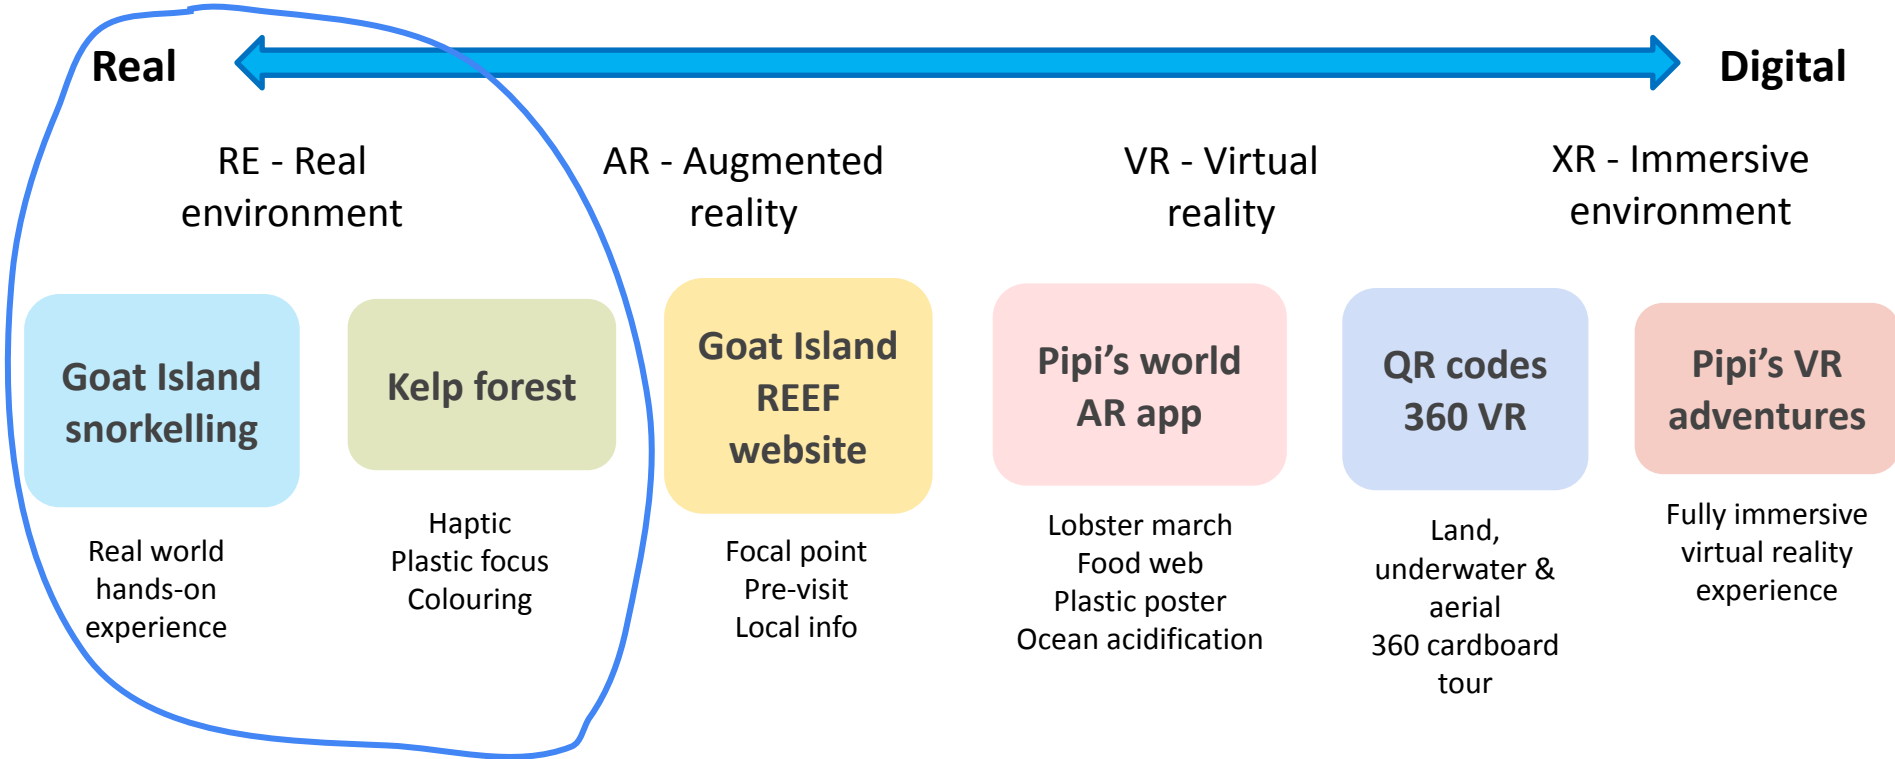 Real
Digital
RE - Real
environment
AR - Augmented
reality
VR - Virtual
reality
XR - Immersive
environment
Goat Island
snorkelling
Kelp forest
Goat Island
REEF
website
Pipi’s world
AR app
QR codes
360 VR
Pipi’s VR
adventures
Real world
hands-on
experience
Haptic
Plastic focus
Colouring
Focal point
Pre-visit
Local info
Lobster march
Food web
Plastic poster
Ocean acidification
Land,
underwater &
aerial
360 cardboard
tour
Fully immersive
virtual reality
experience